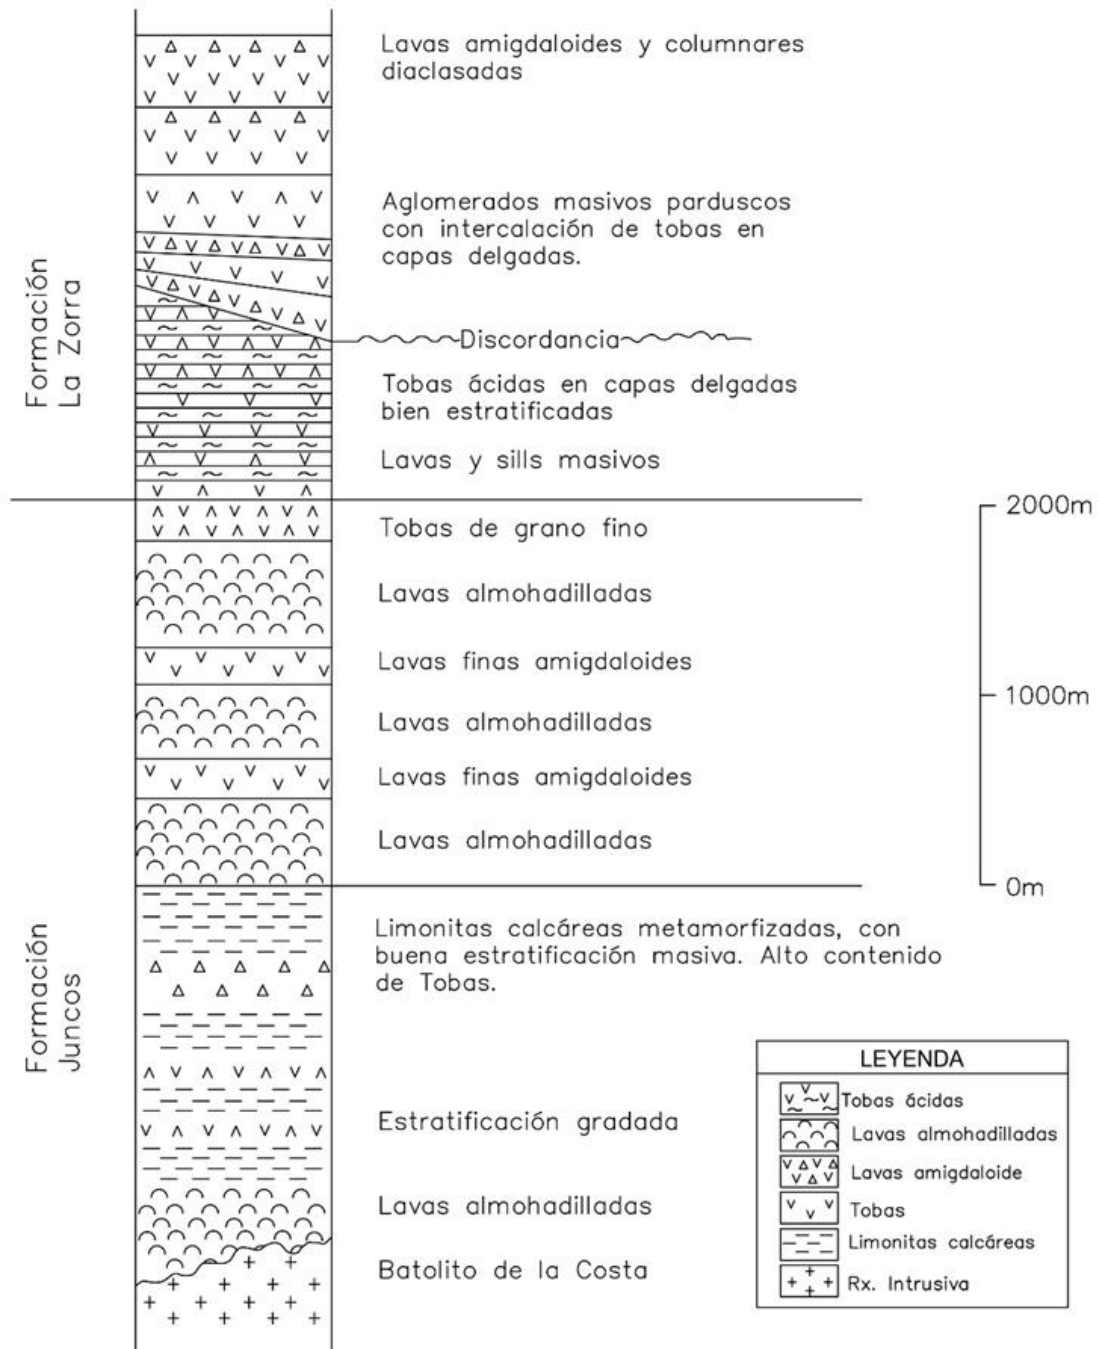 Lavas amigdaloides y columnares
diaclasadas
Aglomerados masivos parduscos
con intercalación de tobas en
capas delgadas.
Formación
La Zorra
Discordancia
Tobas ácidas en capas delgadas
bien estratificadas
Lavas y sills masivos
2000m
Tobas de grano fino
Lavas almohadilladas
Lavas finas amigdaloides
1000m
Lavas almohadilladas
Lavas finas amigdaloides
Lavas almohadilladas
0m
Formación
Juncos
Limonitas calcáreas metamorfizadas, con
buena estratificación masiva. Alto contenido
de Tobas.
Estratificación gradada
Lavas almohadilladas
Batolito de la Costa
LEYENDA
Tobas ácidas
Lavas almohadilladas
Lavas amigdaloide
Tobas
Limonitas calcáreas
Rx. Intrusiva